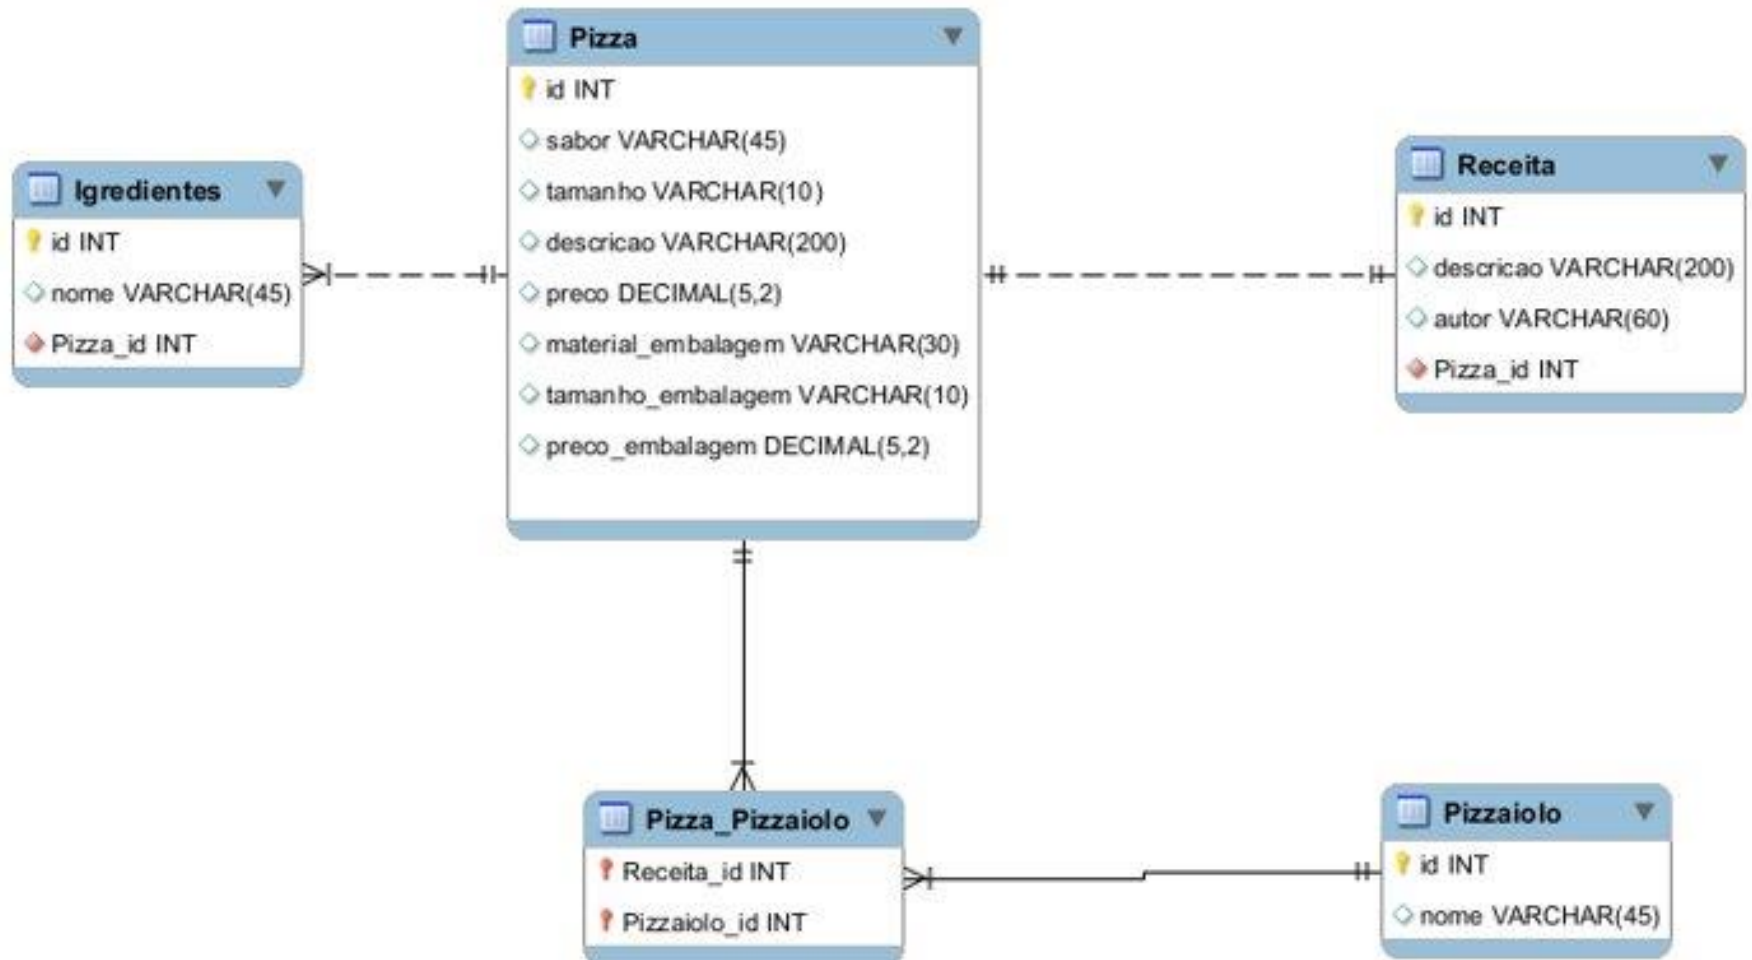 Pizza
id INT
sabor VARCHAR(45)
tamanho VARCHAR(10)
descricao VARCHAR(200)
preco DECIMAL(5,2)
material_embalagem VARCHAR(30)
tamanho_embalagem VARCHAR(10)
preco_embalagem DECIMAL(5,2)
Igredientes
id INT
nome VARCHAR(45)
Pizza_id INT
Receita
id INT
descricao VARCHAR(200)
autor VARCHAR(60)
Pizza_id INT
Pizza_Pizzaiolo
Receita_id INT
Pizzaiolo_id INT
Pizzaiolo
id INT
nome VARCHAR(45)